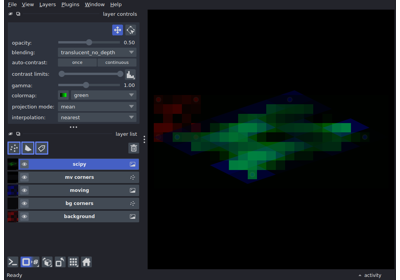 File View Layers Plugins Window Help
layer controls
opacity: 0.50
blending: translucent_no_depth
auto-contrast: once continuous
contrast limits:
gamma: 1.00
colormap: green
projection mode: mean
interpolation: nearest
layer list
scipy
mv corners
moving
bg corners
background
Ready activity